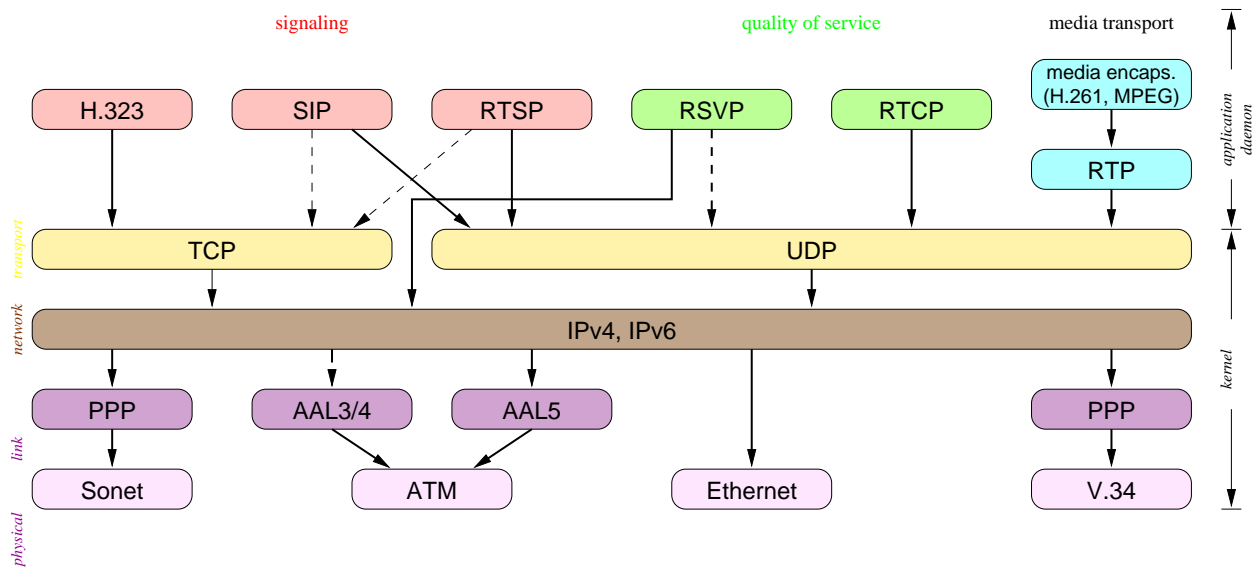 signaling
quality of service
media transport
media encaps.
(H.261, MPEG)
H.323
SIP
RTSP
RSVP
RTCP
application
daemon
RTP
transport
TCP
UDP
network
IPv4, IPv6
kernel
PPP
AAL3/4
AAL5
PPP
link
Sonet
ATM
Ethernet
V.34
physical